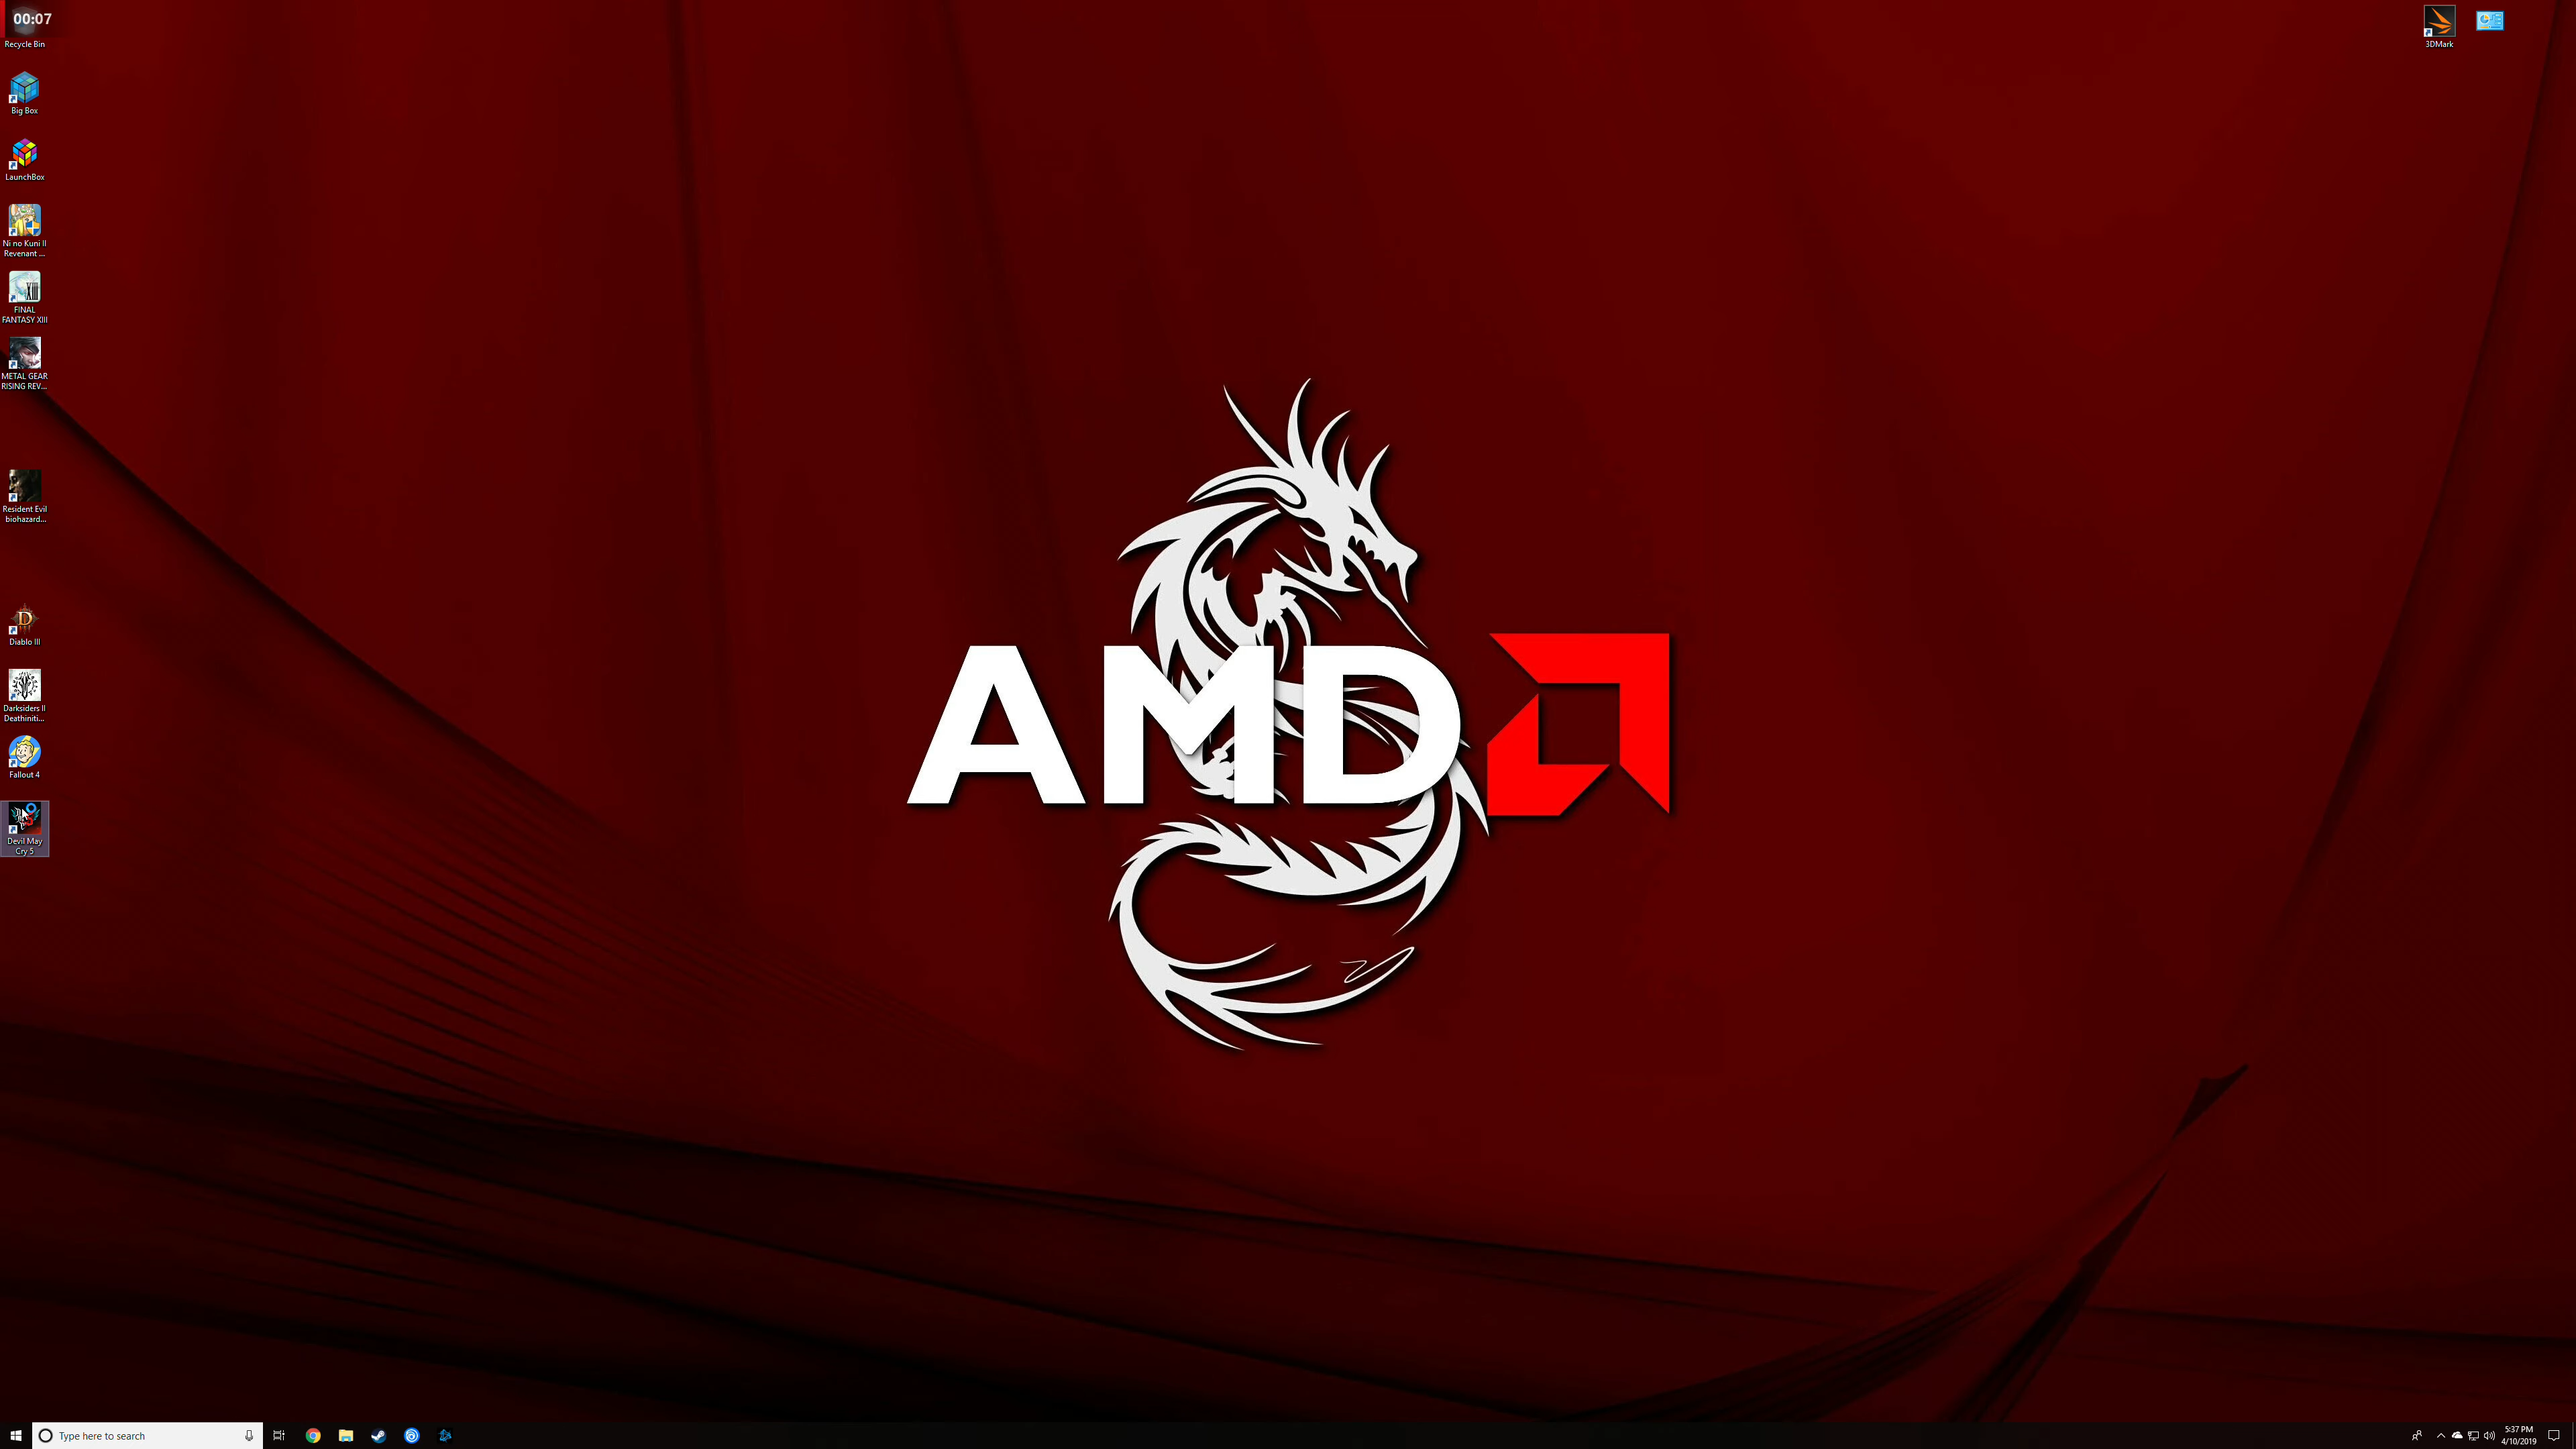 00:07
Recycle Bin
Big Box
LaunchBox
Ni no Kuni II
Revenant ...
FINAL
FANTASY XIII
METAL GEAR
RISING REV...
Resident Evil
biohazard...
Diablo III
Darksiders II
Deathiniti...
Fallout 4
Devil May
Cry 5
3DMark
AMD
Type here to search
5:37 PM
4/10/2019